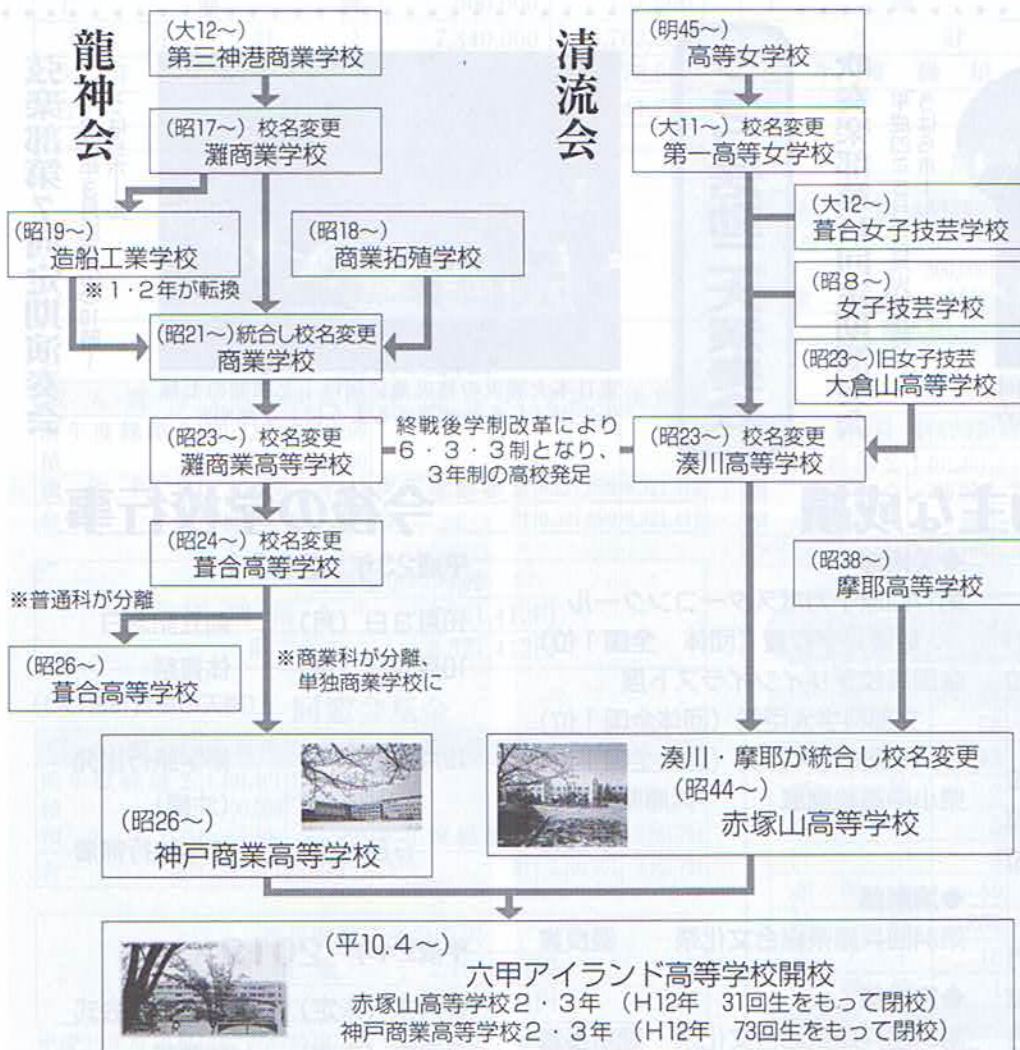 龍神会
(大12～)
第三神港商業学校
(昭17～) 校名変更
灘商業学校
(昭19～)
造船工業学校
※1・2年が転換
(昭18～)
商業拓殖学校
(昭21～)統合し校名変更
商業学校
(昭23～) 校名変更
灘商業高等学校
終戦後学制改革により
6・3・3制となり、
3年制の高校発足
(昭24～) 校名変更
葺合高等学校
※普通科が分離
(昭26～)
葺合高等学校
※商業科が分離、
単独商業学校に
(昭26～)
神戸商業高等学校
清流会
(明45～)
高等女学校
(大11～) 校名変更
第一高等女学校
(大12～)
葺合女子技芸学校
(昭8～)
女子技芸学校
(昭23～)旧女子技芸
大倉山高等学校
(昭23～) 校名変更
湊川高等学校
(昭38～)
摩耶高等学校
湊川・摩耶が統合し校名変更
(昭44～)
赤塚山高等学校
(平10.4～)
六甲アイランド高等学校開校
赤塚山高等学校2・3年 (H12年 31回生をもって閉校)
神戸商業高等学校2・3年 (H12年 73回生をもって閉校)